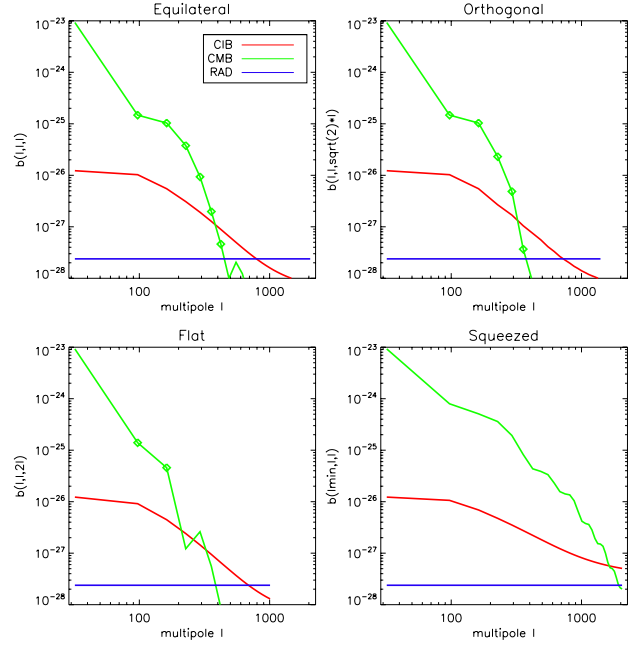 Equilateral
10^-23
10^-24
10^-25
10^-26
10^-27
10^-28
b(l,l,l)
CIB
CMB
RAD
100
1000
multipole l
Orthogonal
10^-23
10^-24
10^-25
10^-26
10^-27
10^-28
b(l,l,sqrt(2)*l)
100
1000
multipole l
Flat
10^-23
10^-24
10^-25
10^-26
10^-27
10^-28
b(l,l,2l)
100
1000
multipole l
Squeezed
10^-23
10^-24
10^-25
10^-26
10^-27
10^-28
b(lmin,l,l)
100
1000
multipole l